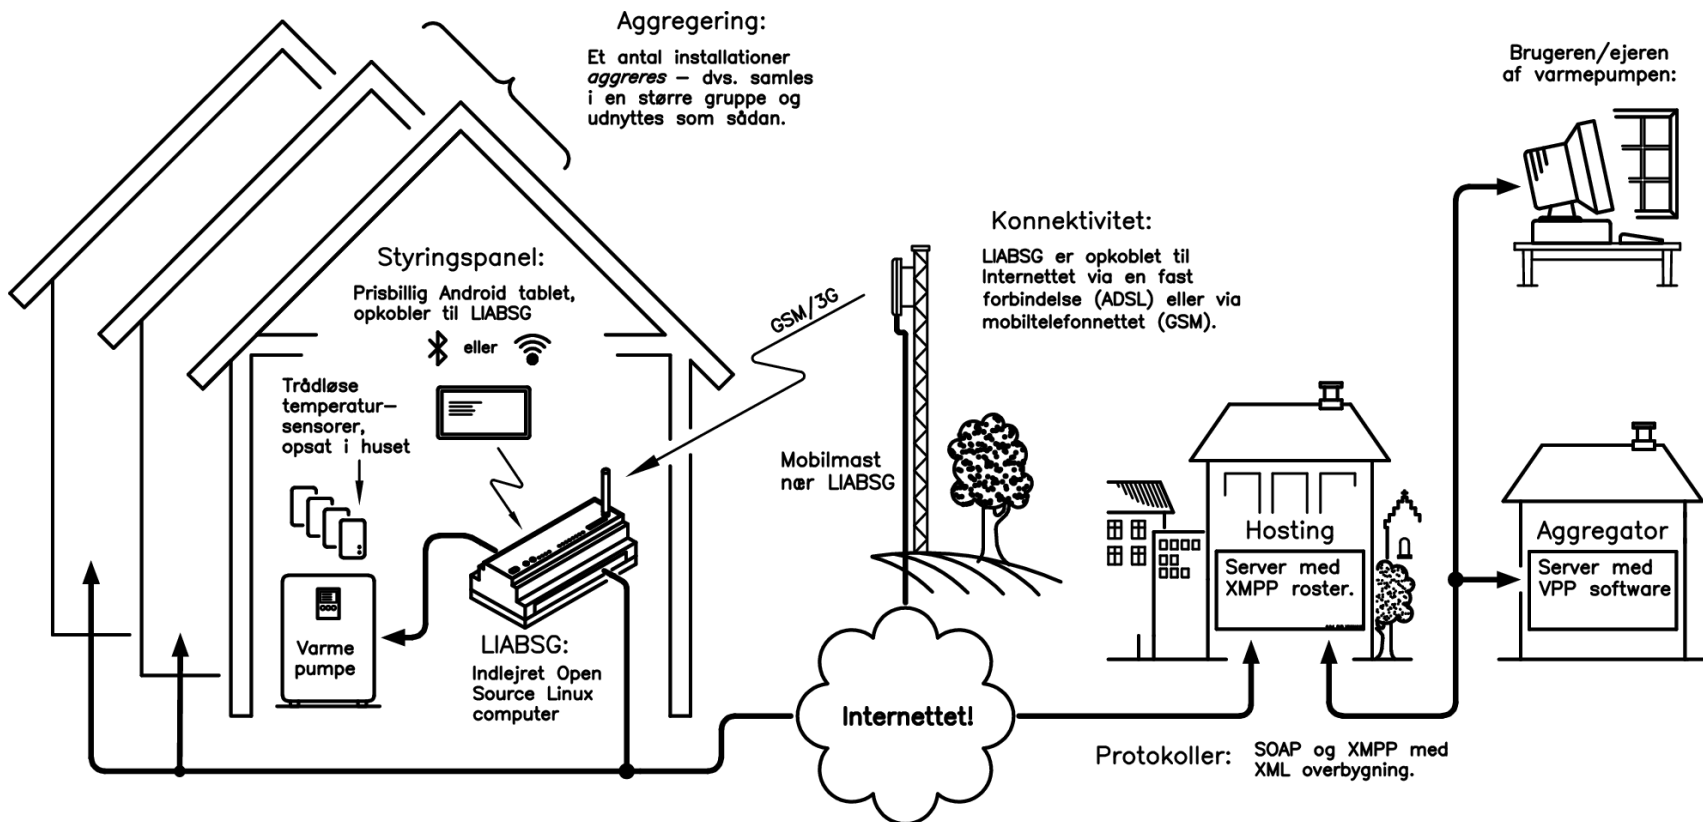 Aggregering:
Et antal installationer
aggreres – dvs. samles
i en større gruppe og
udnyttes som sådan.
Brugeren/ejeren
af varmepumpen:
Styringspanel:
Prisbillig Android tablet,
opkobler til LIABSG
eller
GSM/3G
Konnektivitet:
LIABSG er opkoblet til
Internettet via en fast
forbindelse (ADSL) eller via
mobiltelefonnettet (GSM).
Trådløse
temperatur–
sensorer,
opsat i huset
Mobilmast
nær LIABSG
Varme
pumpe
LIABSG:
Indlejret Open
Source Linux
computer
Internettet!
Hosting
Server med
XMPP roster.
Aggregator
Server med
VPP software
Protokoller:
SOAP og XMPP med
XML overbygning.